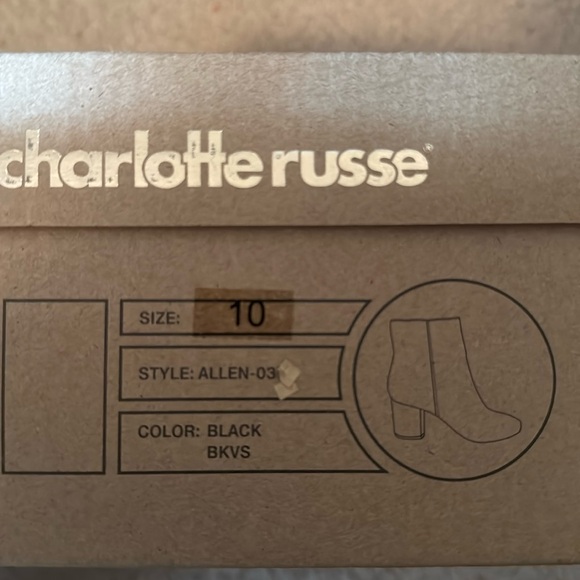 charlotte russe®
SIZE: 10
STYLE: ALLEN-03
COLOR: BLACK
BKVS